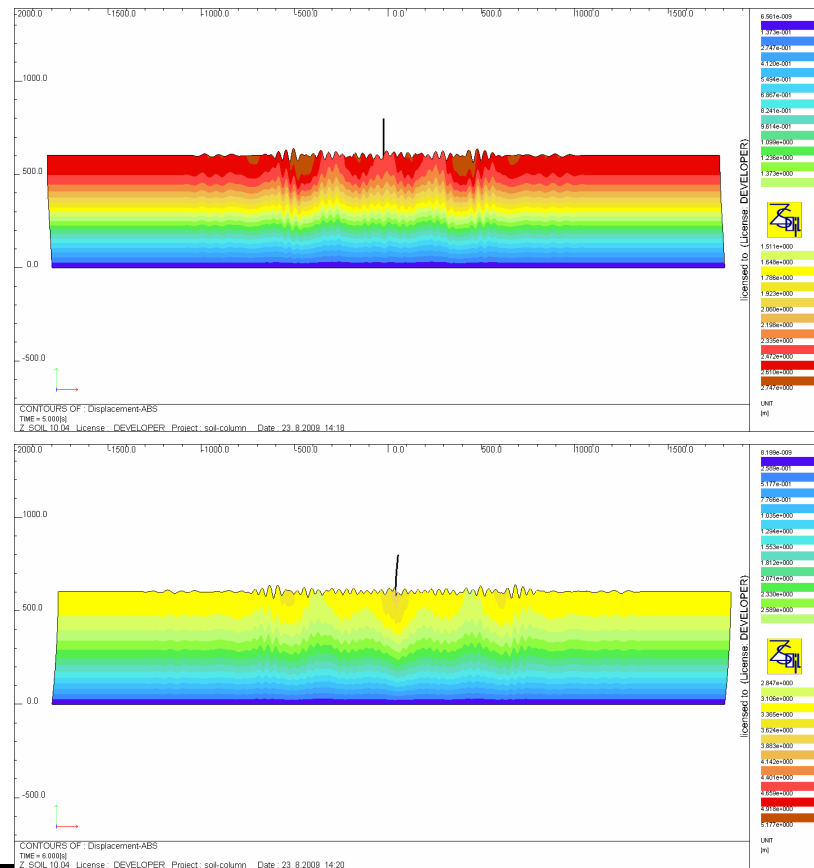 -2000.0 -1500.0 -1000.0 -500.0 0.0 500.0 1000.0 1500.0
1000.0
500.0
0.0
-500.0
CONTOURS OF : Displacement-ABS
TIME = 5.000[s]
Z_SOIL 10.04 License : DEVELOPER Project : soil-column Date : 23. 8.2009 14:18
licensed to (License: DEVELOPER)
6.561e-009
1.373e-001
2.747e-001
4.120e-001
5.494e-001
6.867e-001
8.241e-001
9.614e-001
1.099e+000
1.236e+000
1.373e+000
1.511e+000
1.648e+000
1.786e+000
1.923e+000
2.060e+000
2.198e+000
2.335e+000
2.472e+000
2.610e+000
2.747e+000
UNIT
[m]
-2000.0 -1500.0 -1000.0 -500.0 0.0 500.0 1000.0 1500.0
1000.0
500.0
0.0
-500.0
CONTOURS OF : Displacement-ABS
TIME = 6.000[s]
Z_SOIL 10.04 License : DEVELOPER Project : soil-column Date : 23. 8.2009 14:20
licensed to (License: DEVELOPER)
8.199e-009
2.589e-001
5.177e-001
7.766e-001
1.035e+000
1.294e+000
1.553e+000
1.812e+000
2.071e+000
2.330e+000
2.589e+000
2.847e+000
3.106e+000
3.365e+000
3.624e+000
3.883e+000
4.142e+000
4.401e+000
4.659e+000
4.918e+000
5.177e+000
UNIT
[m]